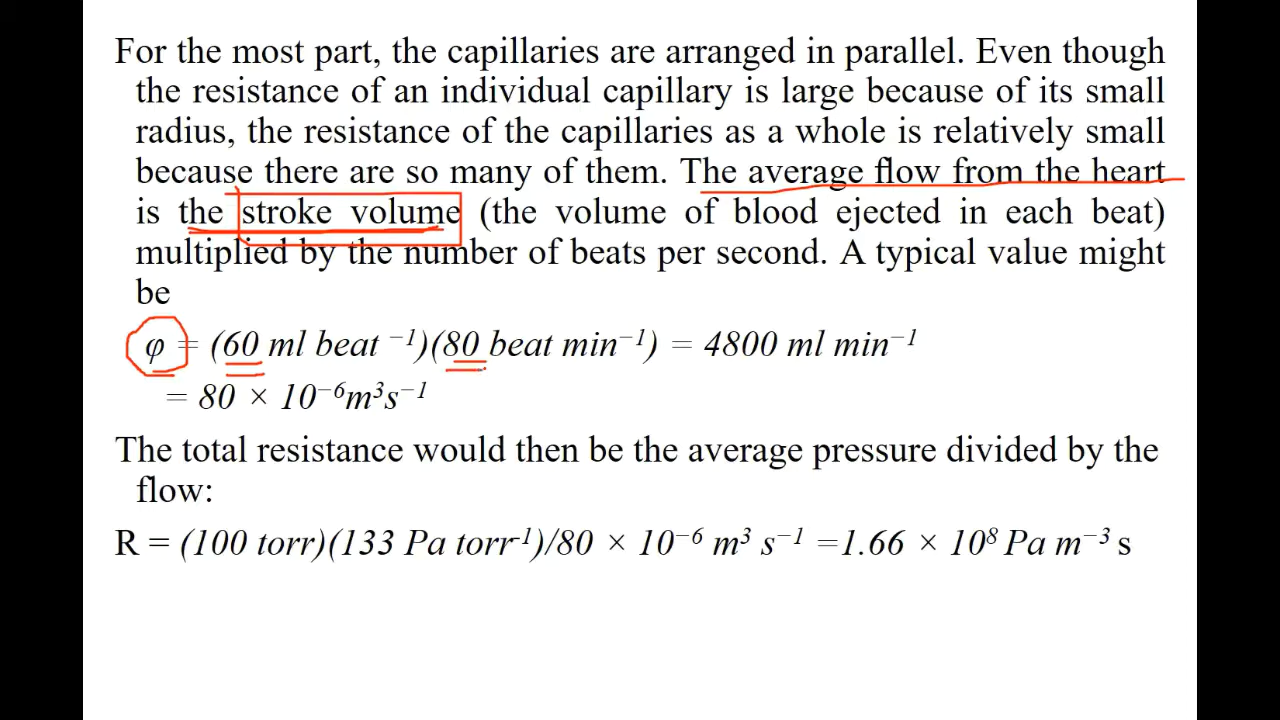 For the most part, the capillaries are arranged in parallel. Even though
the resistance of an individual capillary is large because of its small
radius, the resistance of the capillaries as a whole is relatively small
because there are so many of them. The average flow from the heart
is the stroke volume (the volume of blood ejected in each beat)
multiplied by the number of beats per second. A typical value might
be
φ = (60 ml beat ⁻¹)(80 beat min⁻¹) = 4800 ml min⁻¹
= 80 × 10⁻⁶m³s⁻¹
The total resistance would then be the average pressure divided by the
flow:
R = (100 torr)(133 Pa torr⁻¹)/80 × 10⁻⁶ m³ s⁻¹ =1.66 × 10⁸ Pa m⁻³ s